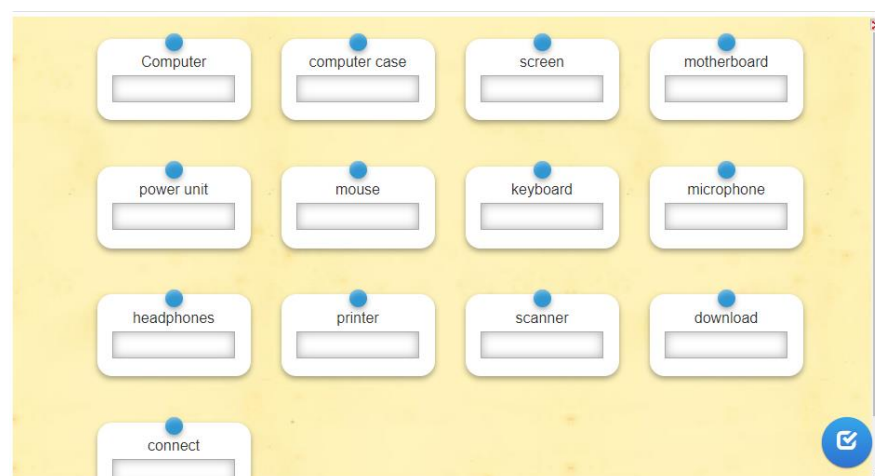 Computer
computer case
screen
motherboard
power unit
mouse
keyboard
microphone
headphones
printer
scanner
download
connect